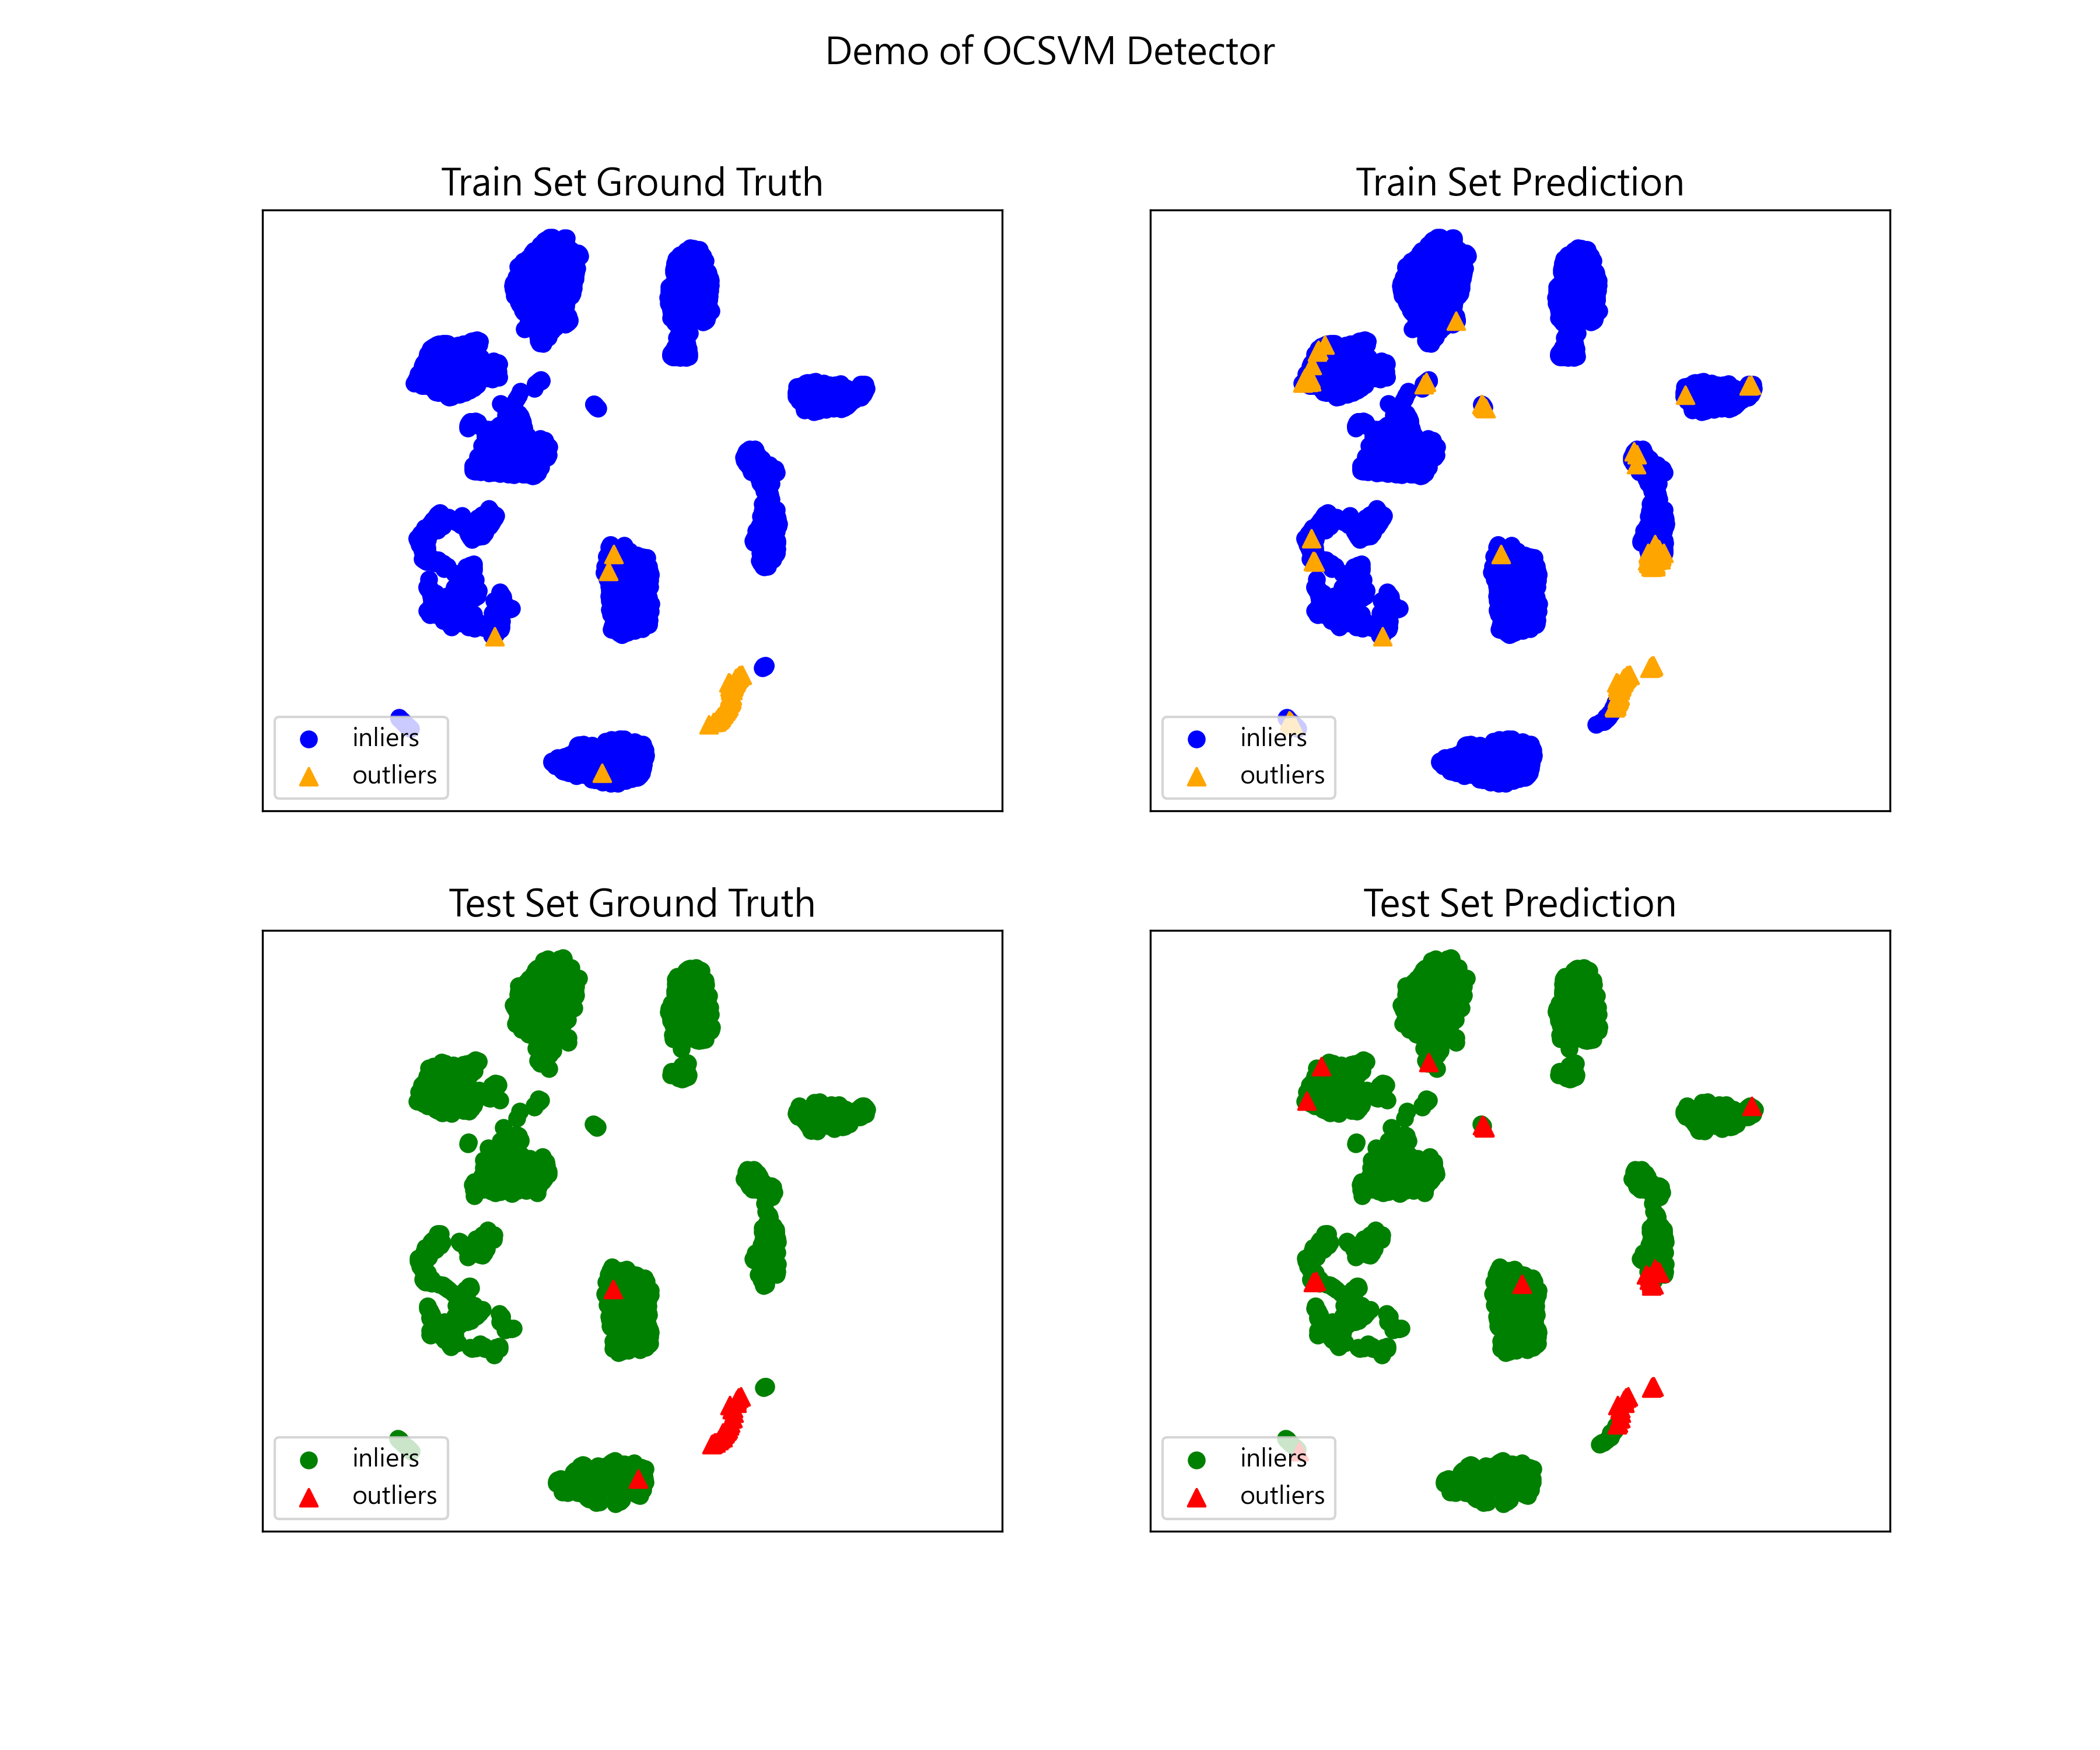 Demo of OCSVM Detector
Train Set Ground Truth
inliers
outliers
Train Set Prediction
inliers
outliers
Test Set Ground Truth
inliers
outliers
Test Set Prediction
inliers
outliers